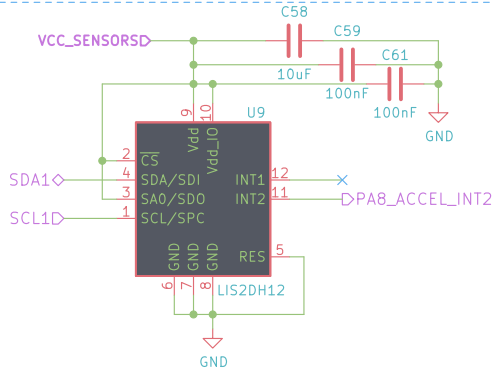 C58
VCC_SENSORS
C59
C61
10uF
100nF
100nF
U9
GND
9
10
Vdd
Vdd_IO
2
CS
SDA1
4
SDA/SDI
INT1
12
3
SA0/SDO
INT2
11
PA8_ACCEL_INT2
SCL1
1
SCL/SPC
GND
GND
GND
RES
5
6
7
8
LIS2DH12
GND